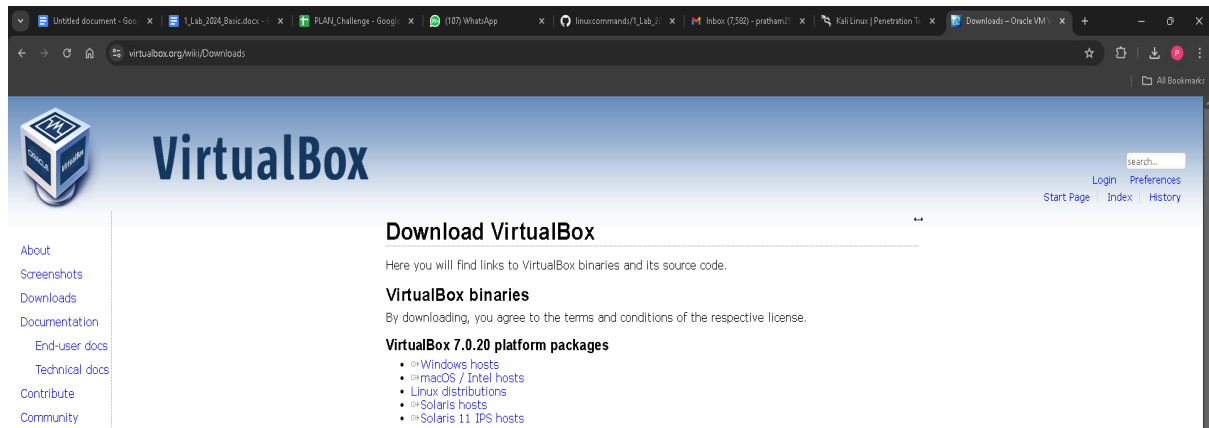 Untitled document - Goo
1_Lab_2024_Basic.docx - G
PLAN_Challenge - Google
(107) WhatsApp
linuxcommands/1_Lab_20
Inbox (7,582) - pratham25
Kali Linux | Penetration Te
Downloads – Oracle VM V
virtualbox.org/wiki/Downloads
P
All Bookmarks
ORACLE
VirtualBox
VirtualBox
search...
Login Preferences
Start Page Index History
Download VirtualBox
Here you will find links to VirtualBox binaries and its source code.
VirtualBox binaries
By downloading, you agree to the terms and conditions of the respective license.
VirtualBox 7.0.20 platform packages
Windows hosts
macOS / Intel hosts
Linux distributions
Solaris hosts
Solaris 11 IPS hosts
About
Screenshots
Downloads
Documentation
End-user docs
Technical docs
Contribute
Community